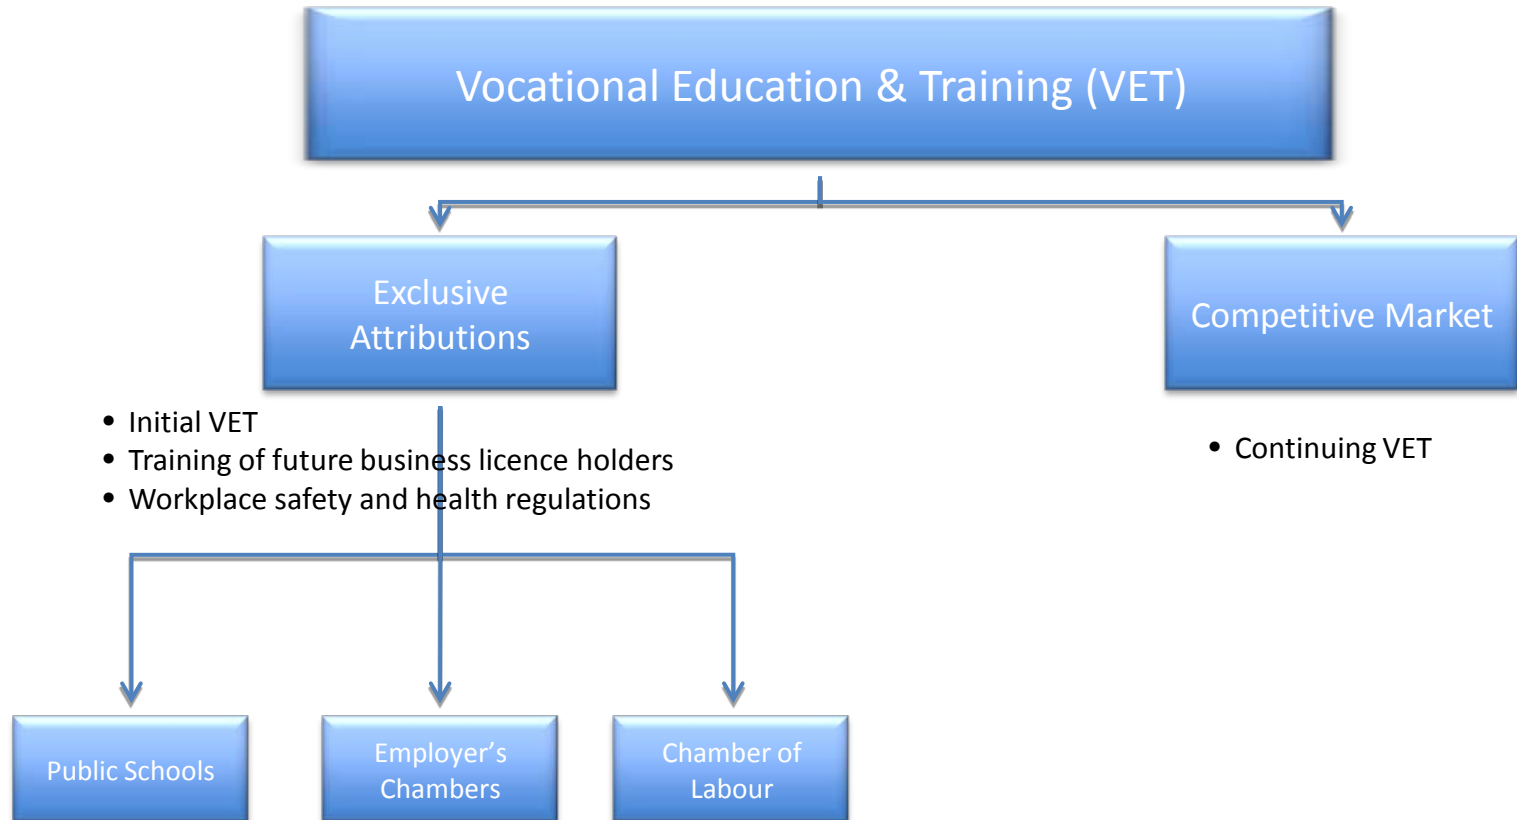 Vocational Education & Training (VET)
Exclusive
Attributions
Competitive Market
• Initial VET
• Training of future business licence holders
• Workplace safety and health regulations
• Continuing VET
Public Schools
Employer’s
Chambers
Chamber of
Labour